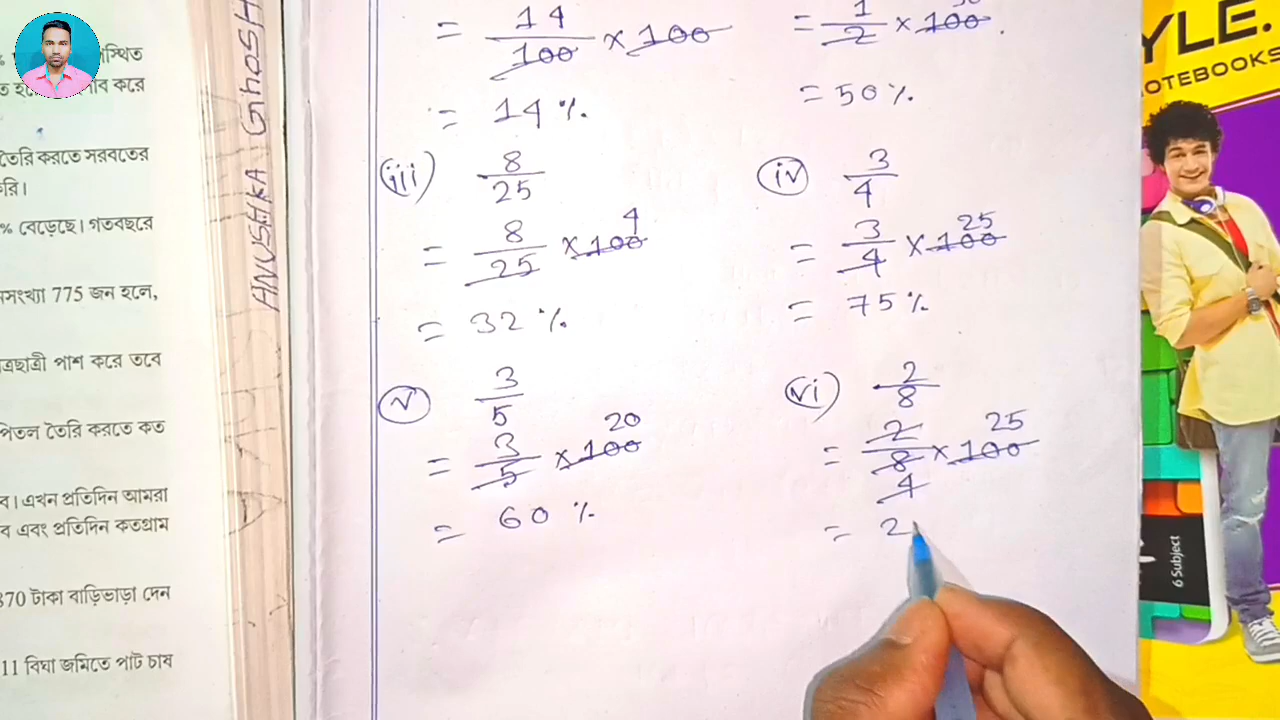 স্থিত
করে
তৈরি করতে সরবতের
রি।
% বেড়েছে। গতবছরে
সংখ্যা 775 জন হলে,
ত্রছাত্রী পাশ করে তবে
পিতল তৈরি করতে কত
ব। এখন প্রতিদিন আমরা
ব এবং প্রতিদিন কতগ্রাম
370 টাকা বাড়িভাড়া দেন
11 বিঘা জমিতে পাট চাষ
ANUSHKA GhOSH
= 14/100 × 100
= 14 %
= 1/2 × 100
= 50%
iii) 8/25
= 8/25 × 100 4
= 32 %
iv 3/4
= 3/4 × 100 25
= 75%
v 3/5
= 3/5 × 100 20
= 60 %
vi) 2/8
= 2/8 × 100 25
4
= 2
YLE.
NOTEBOOKS
6 Subject